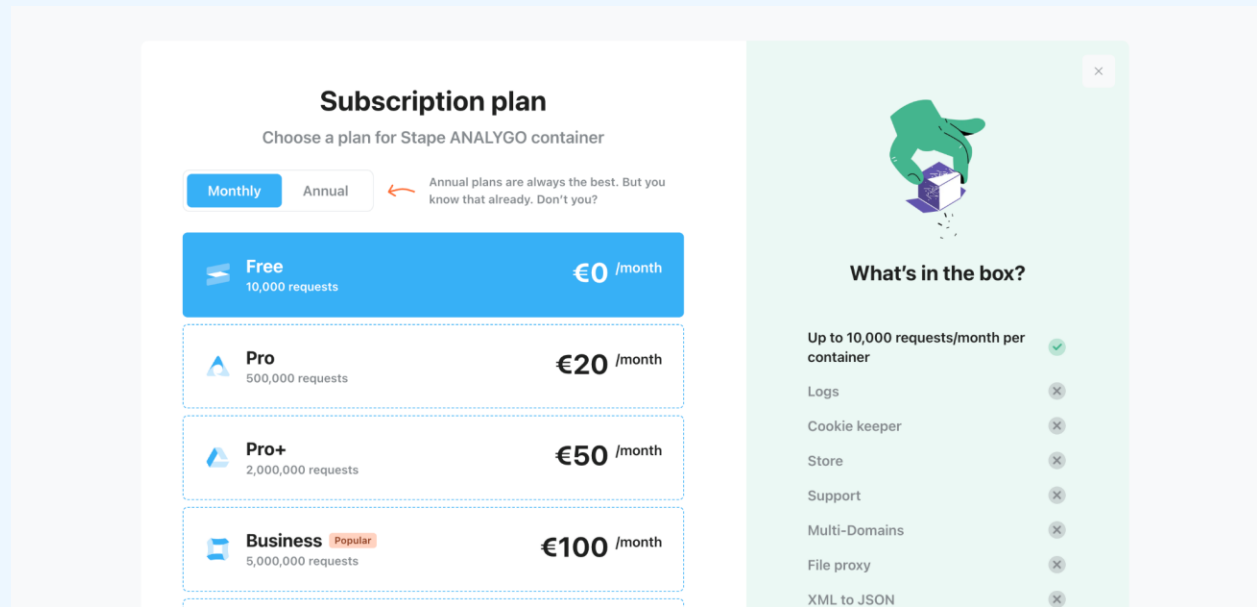 Subscription plan
Choose a plan for Stape ANALYGO container
Monthly
Annual
Annual plans are always the best. But you
know that already. Don't you?
Free
10,000 requests
€0 /month
Pro
500,000 requests
€20 /month
Pro+
2,000,000 requests
€50 /month
Business Popular
5,000,000 requests
€100 /month
What's in the box?
Up to 10,000 requests/month per
container
Logs
Cookie keeper
Store
Support
Multi-Domains
File proxy
XML to JSON